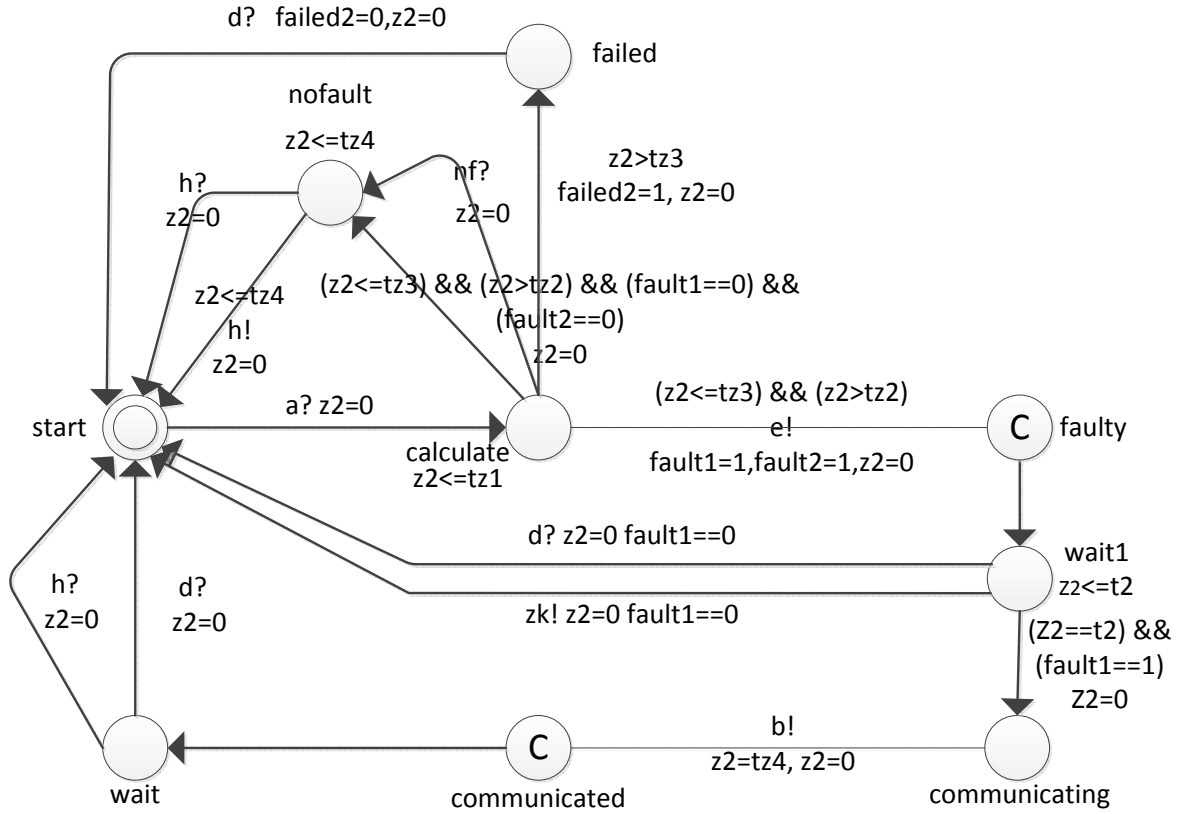 d? failed2=0,z2=0
failed
nofault
z2<=tz4
z2>tz3
failed2=1, z2=0
nf?
z2=0
h?
z2=0
z2<=tz4
h!
z2=0
(z2<=tz3) && (z2>tz2) && (fault1==0) &&
(fault2==0)
z2=0
start
a? z2=0
calculate
z2<=tz1
(z2<=tz3) && (z2>tz2)
e!
fault1=1,fault2=1,z2=0
C
faulty
d? z2=0 fault1==0
zk! z2=0 fault1==0
wait1
z2<=t2
(Z2==t2) &&
(fault1==1)
Z2=0
h?
z2=0
d?
z2=0
wait
C
communicated
b!
z2=tz4, z2=0
communicating